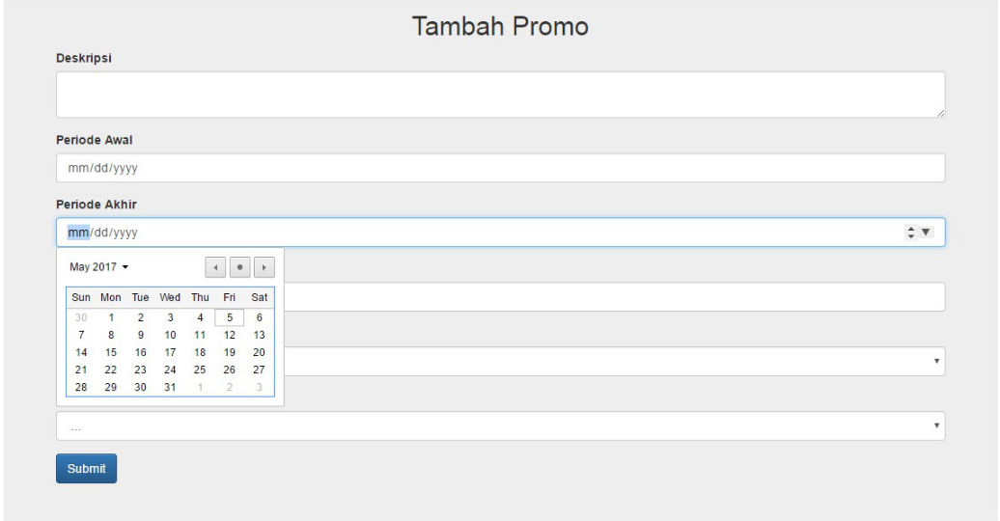 Tambah Promo
Deskripsi
Periode Awal
mm/dd/yyyy
Periode Akhir
mm/dd/yyyy
May 2017
Sun Mon Tue Wed Thu Fri Sat
30 1 2 3 4 5 6
7 8 9 10 11 12 13
14 15 16 17 18 19 20
21 22 23 24 25 26 27
28 29 30 31 1 2 3
...
Submit